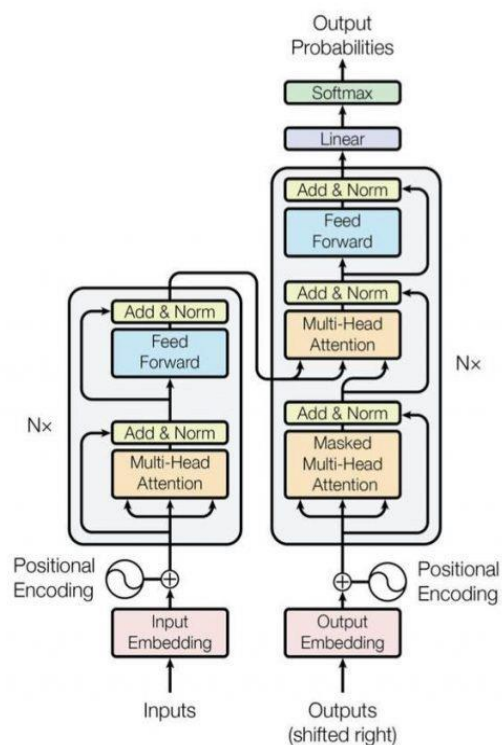 Output
Probabilities
Softmax
Linear
Add & Norm
Feed
Forward
Add & Norm
Multi-Head
Attention
Add & Norm
Masked
Multi-Head
Attention
N×
Add & Norm
Feed
Forward
Add & Norm
Multi-Head
Attention
N×
Positional
Encoding
Positional
Encoding
Input
Embedding
Output
Embedding
Inputs
Outputs
(shifted right)